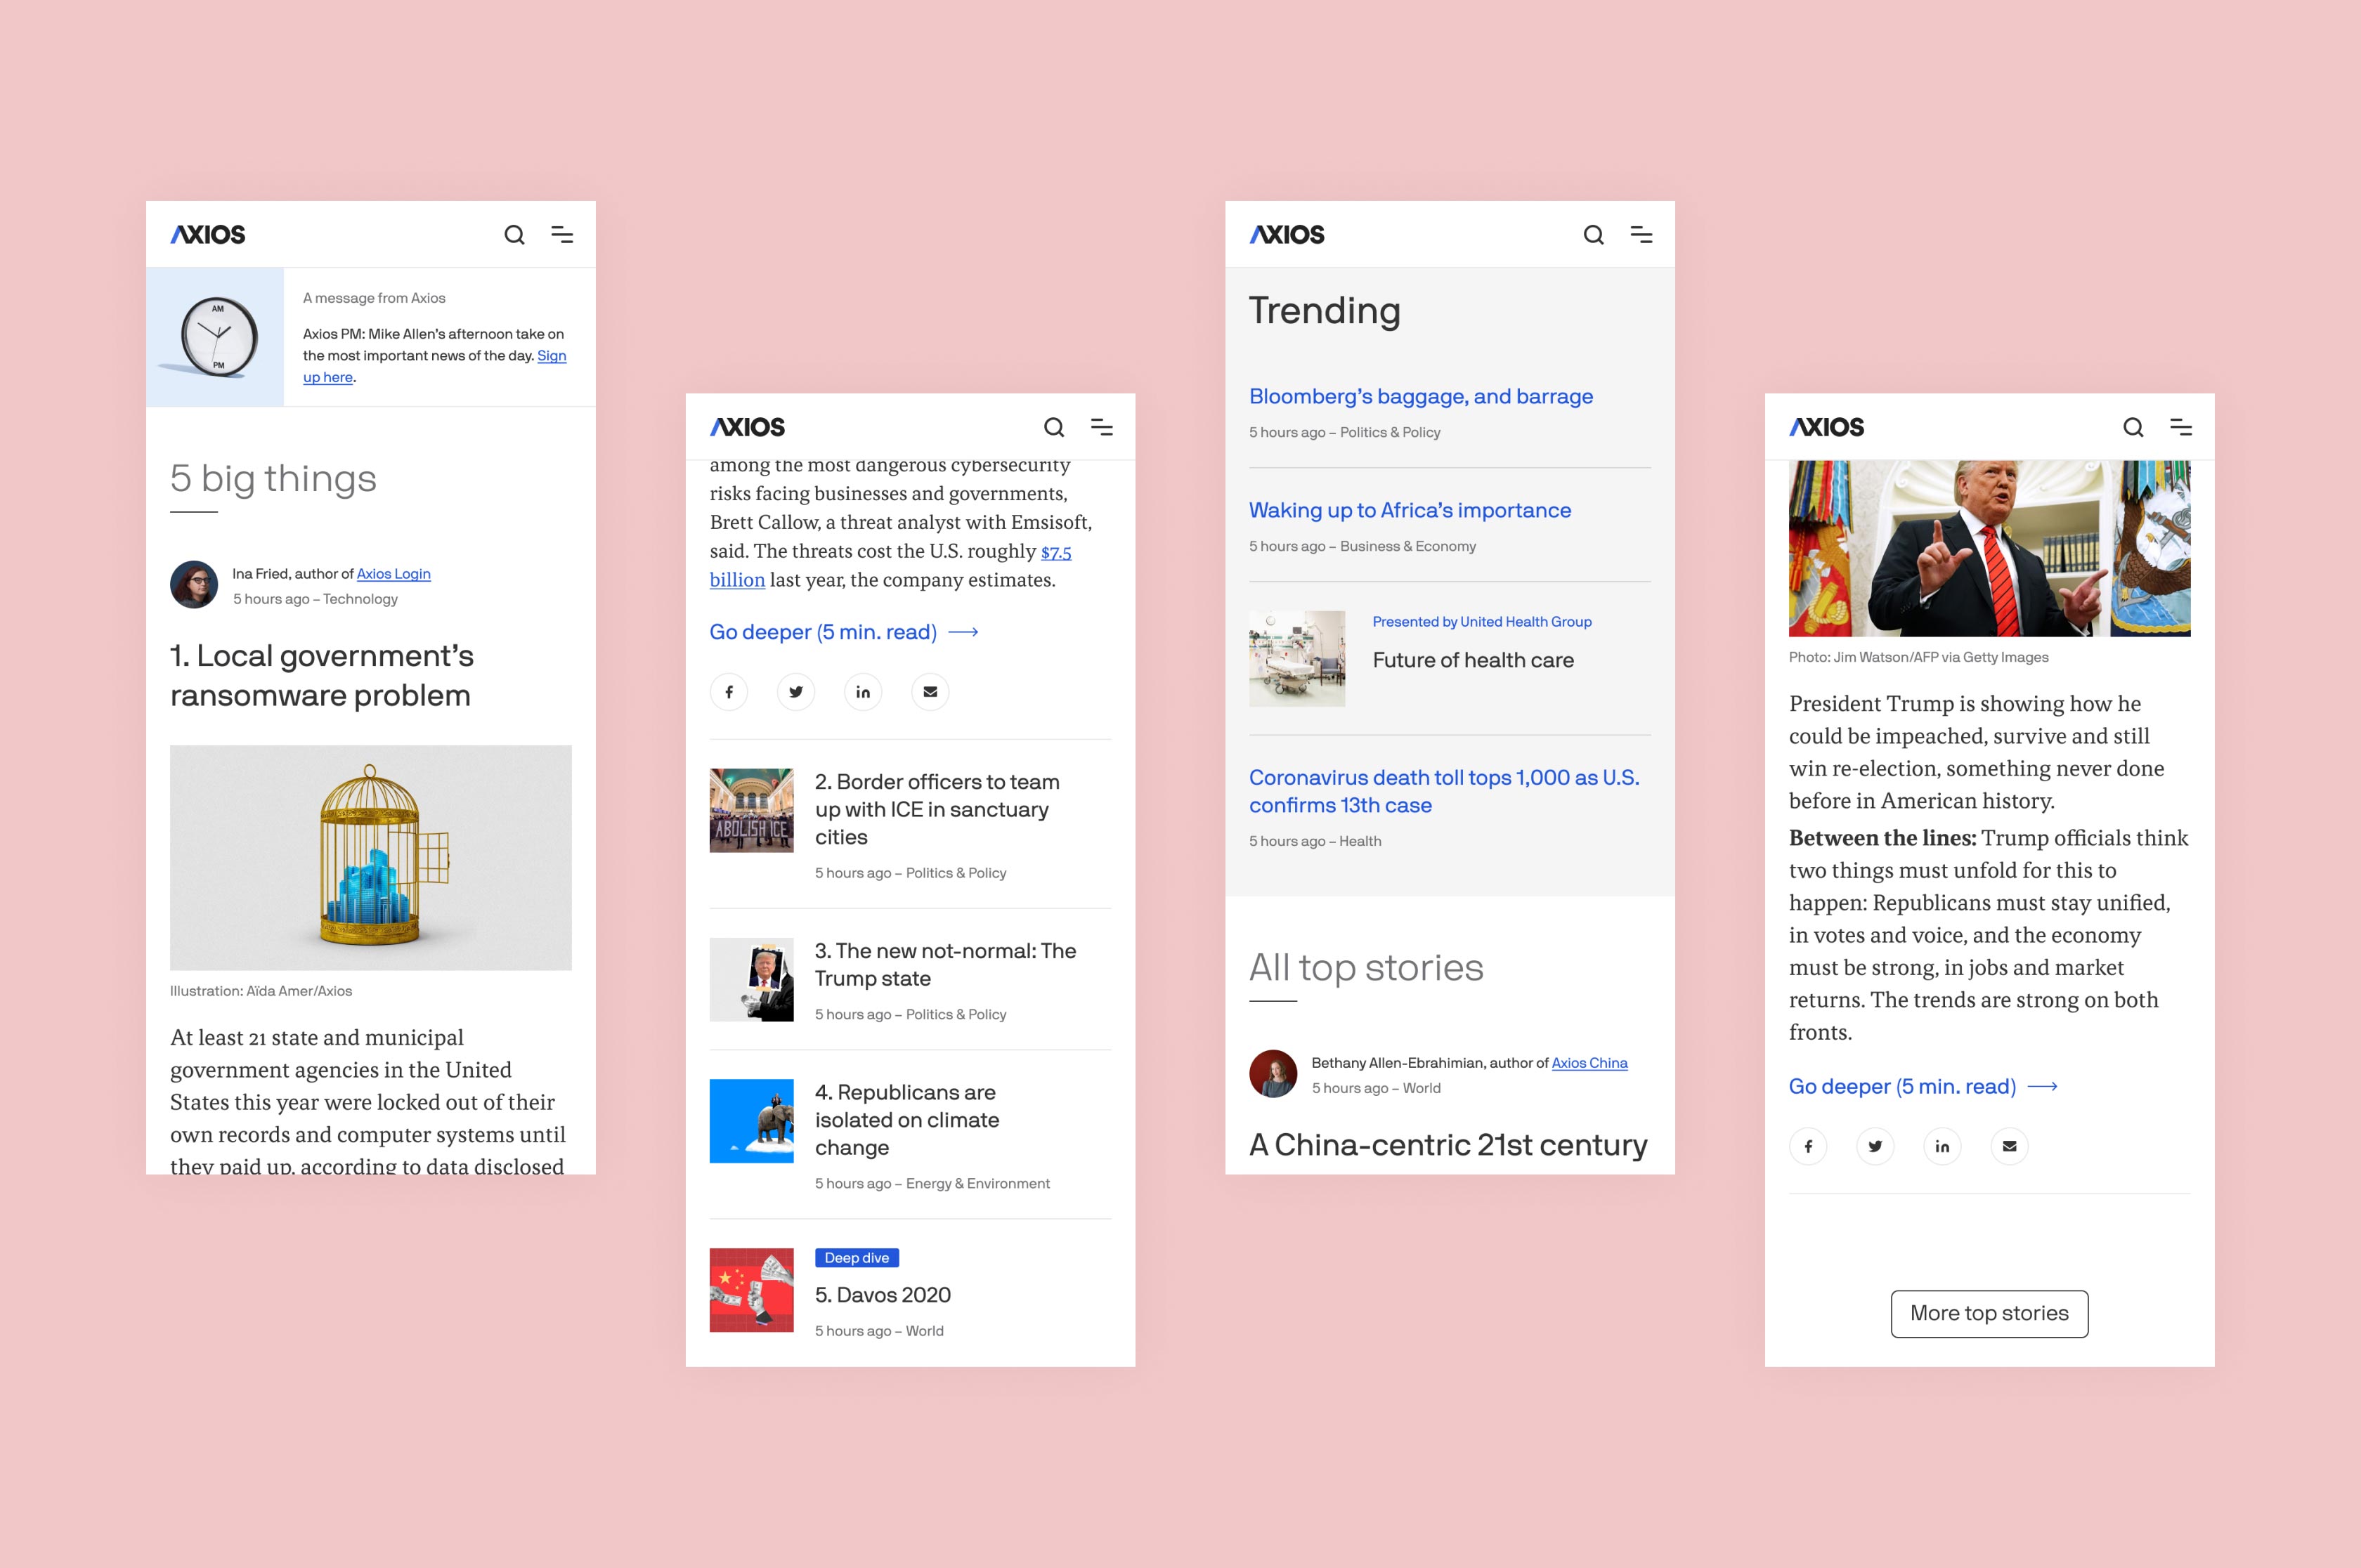 AXIOS
AM
PM
A message from Axios
Axios PM: Mike Allen’s afternoon take on
the most important news of the day. Sign
up here.
5 big things
Ina Fried, author of Axios Login
5 hours ago – Technology
1. Local government’s
ransomware problem
Illustration: Aïda Amer/Axios
At least 21 state and municipal
government agencies in the United
States this year were locked out of their
own records and computer systems until
they paid up, according to data disclosed
AXIOS
among the most dangerous cybersecurity
risks facing businesses and governments,
Brett Callow, a threat analyst with Emsisoft,
said. The threats cost the U.S. roughly $7.5
billion last year, the company estimates.
Go deeper (5 min. read)
ABOLISH ICE
2. Border officers to team
up with ICE in sanctuary
cities
5 hours ago – Politics & Policy
3. The new not-normal: The
Trump state
5 hours ago – Politics & Policy
4. Republicans are
isolated on climate
change
5 hours ago – Energy & Environment
Deep dive
5. Davos 2020
5 hours ago – World
AXIOS
Trending
Bloomberg’s baggage, and barrage
5 hours ago – Politics & Policy
Waking up to Africa’s importance
5 hours ago – Business & Economy
Presented by United Health Group
Future of health care
Coronavirus death toll tops 1,000 as U.S.
confirms 13th case
5 hours ago – Health
All top stories
Bethany Allen-Ebrahimian, author of Axios China
5 hours ago – World
A China-centric 21st century
AXIOS
Photo: Jim Watson/AFP via Getty Images
President Trump is showing how he
could be impeached, survive and still
win re-election, something never done
before in American history.
Between the lines: Trump officials think
two things must unfold for this to
happen: Republicans must stay unified,
in votes and voice, and the economy
must be strong, in jobs and market
returns. The trends are strong on both
fronts.
Go deeper (5 min. read)
More top stories